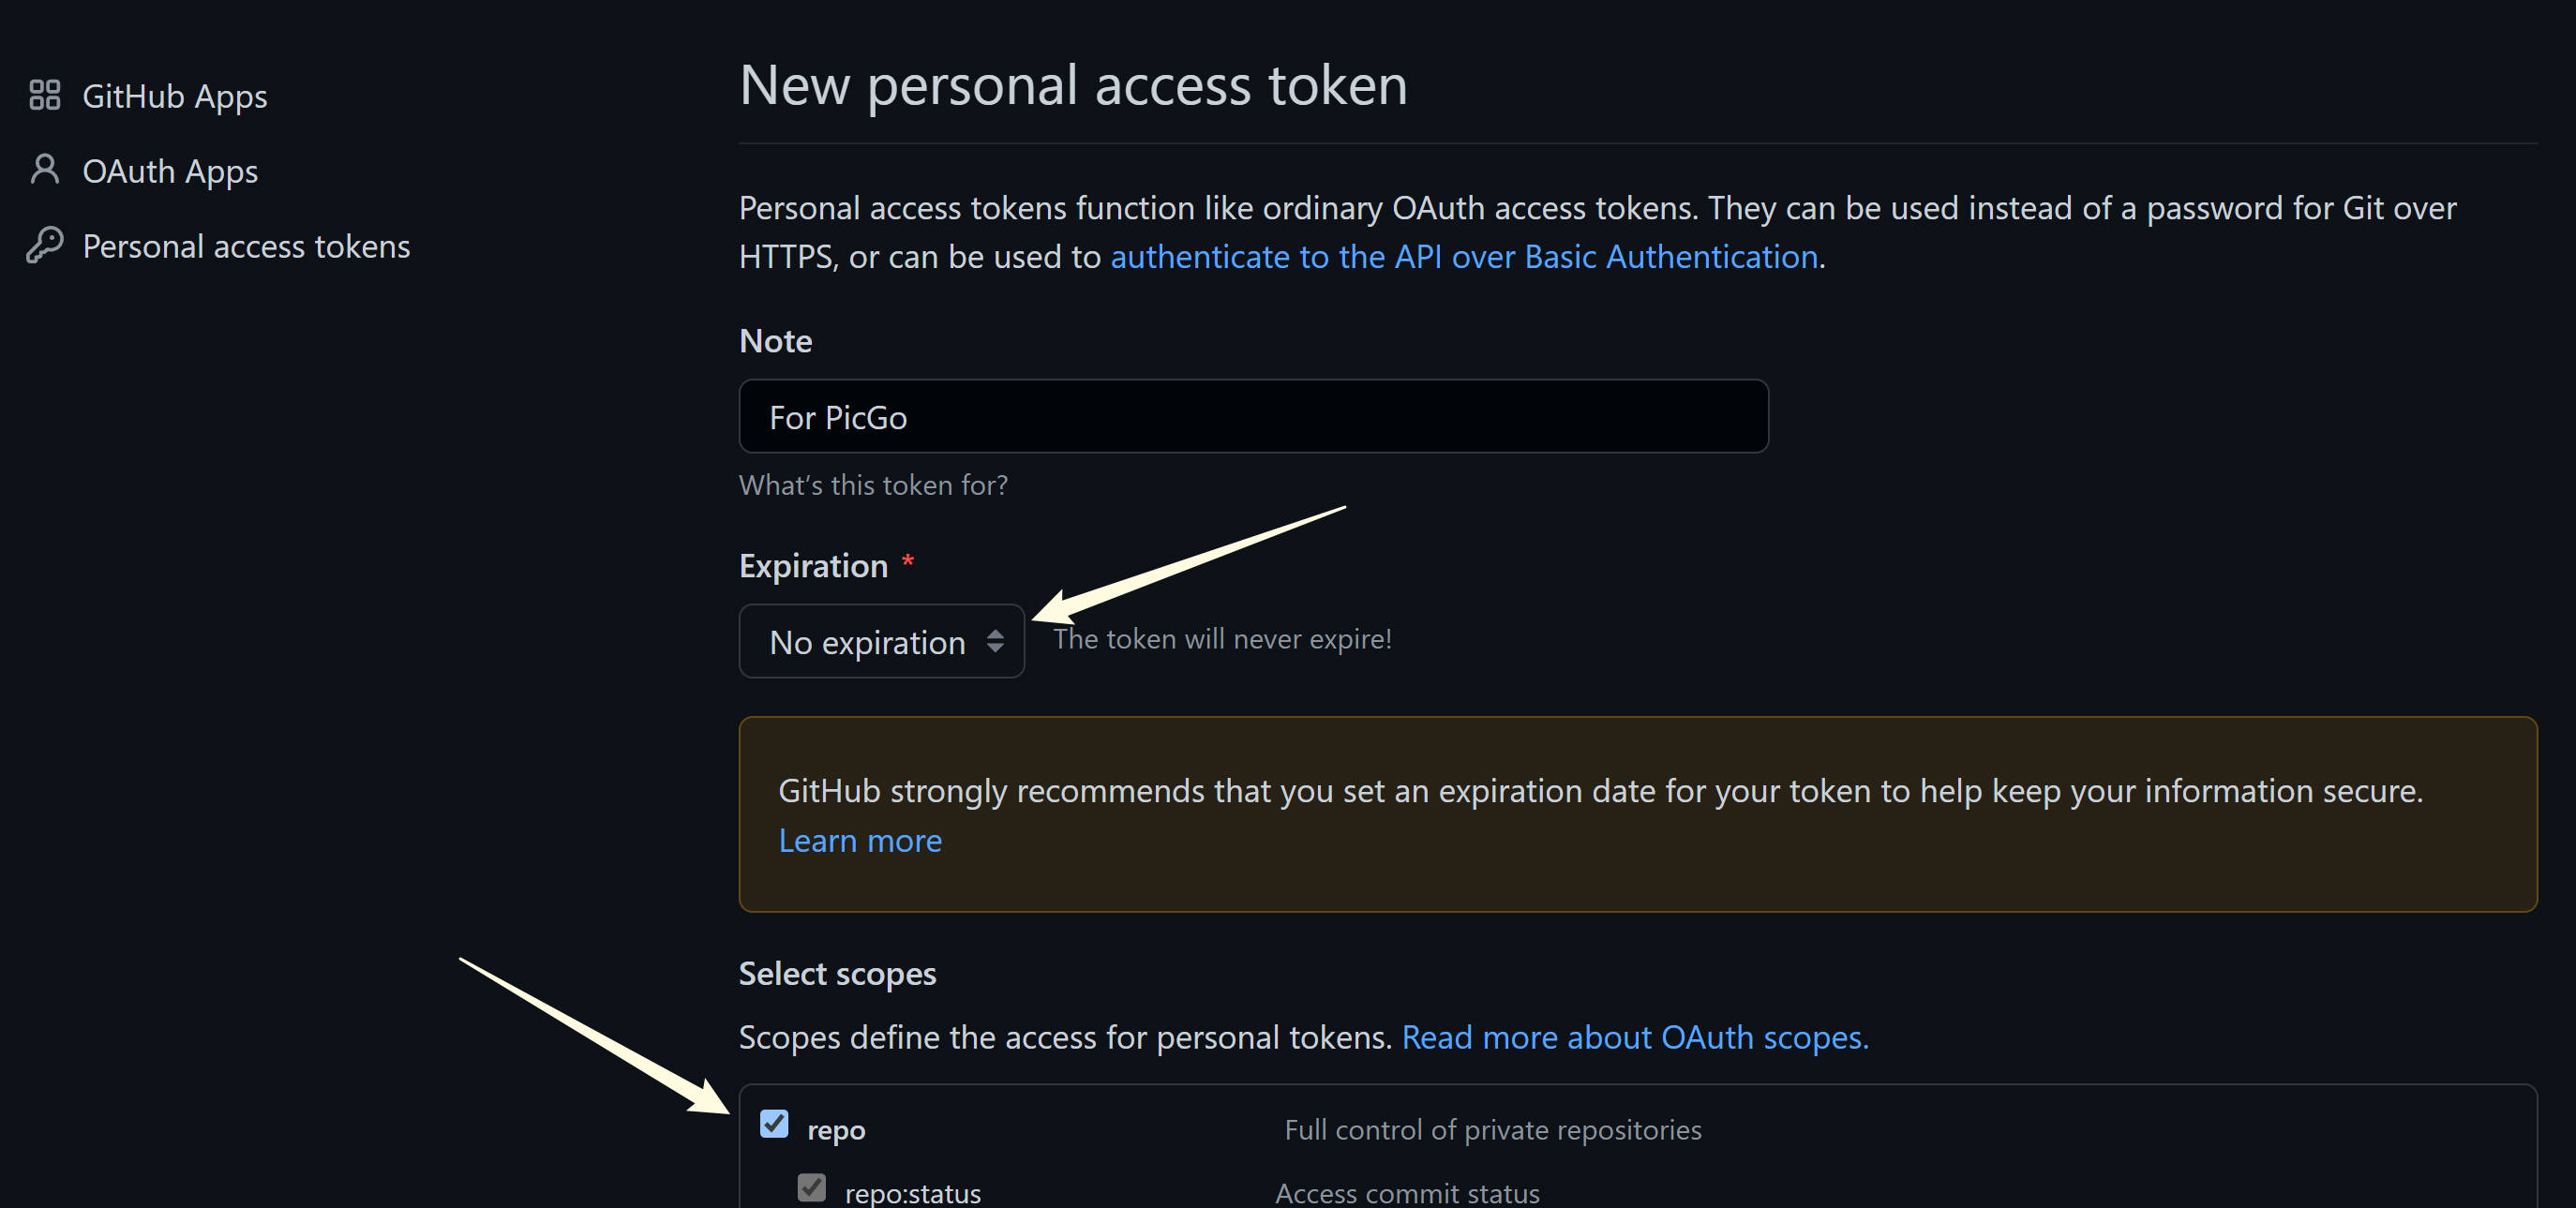 GitHub Apps
OAuth Apps
Personal access tokens
New personal access token
Personal access tokens function like ordinary OAuth access tokens. They can be used instead of a password for Git over
HTTPS, or can be used to authenticate to the API over Basic Authentication.
Note
For PicGo
What's this token for?
Expiration *
No expiration
The token will never expire!
GitHub strongly recommends that you set an expiration date for your token to help keep your information secure.
Learn more
Select scopes
Scopes define the access for personal tokens. Read more about OAuth scopes.
repo Full control of private repositories
repo:status Access commit status